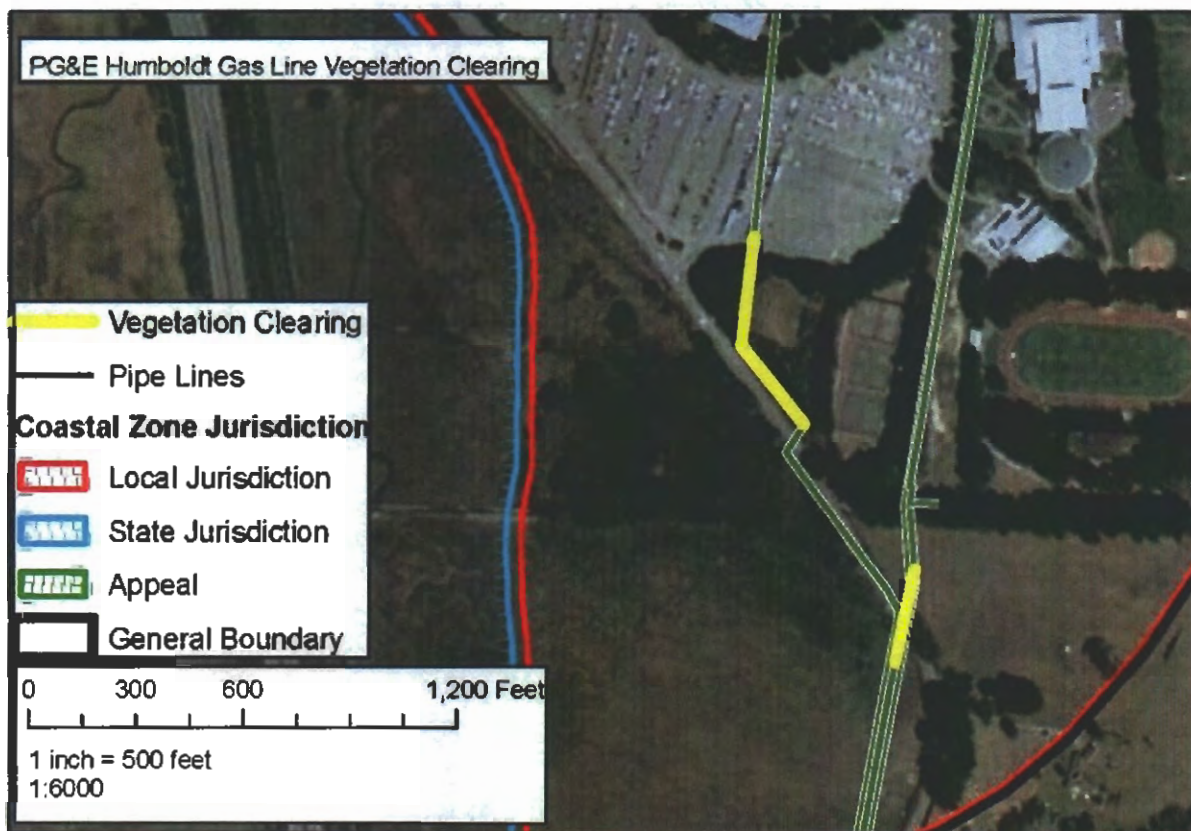 PG&E Humboldt Gas Line Vegetation Clearing
Vegetation Clearing
Pipe Lines
Coastal Zone Jurisdiction
Local Jurisdiction
State Jurisdiction
Appeal
General Boundary
0 300 600 1,200 Feet
1 inch = 500 feet
1:6000